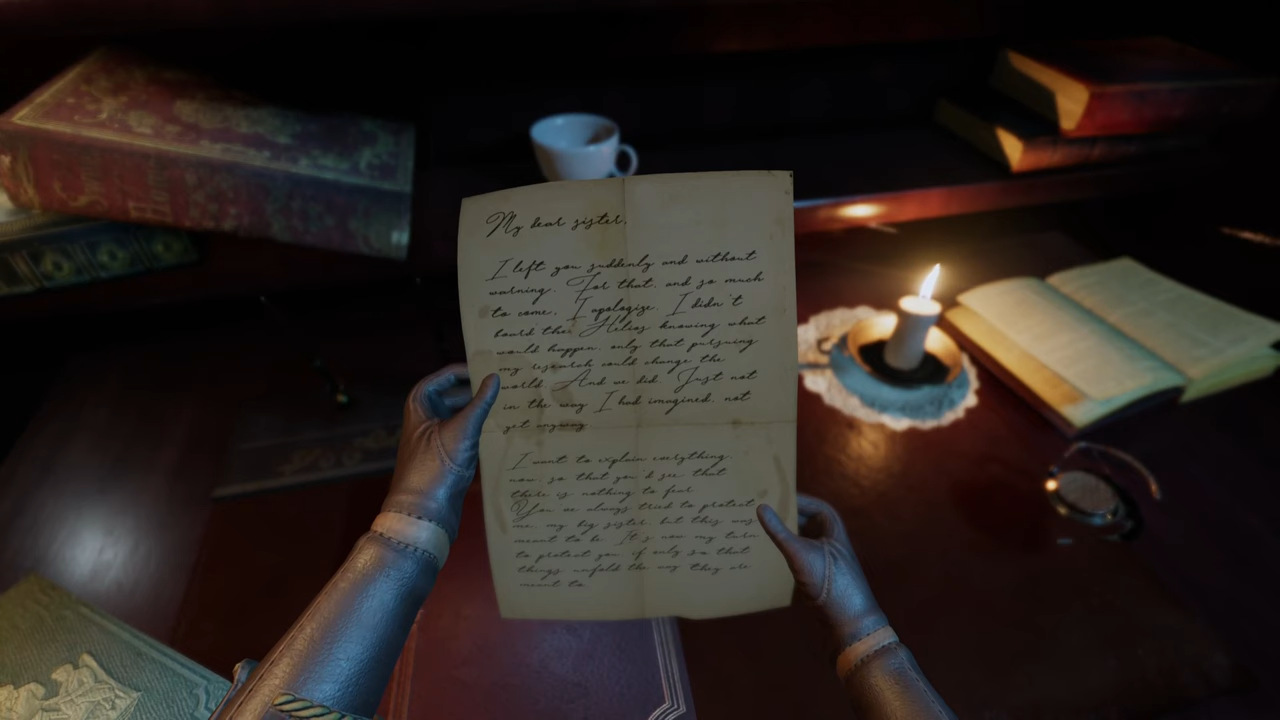 My dear sister,
I left you suddenly and without
warning. For that, and so much
to come, I apologize. I didn't
board the Helios knowing what
would happen, only that pursuing
my research could change the
world. And we did. Just not
in the way I had imagined, not
yet anyway.
I want to explain everything
now, so that you'd see that
there is nothing to fear.
You've always tried to protect
me, my big sister, but this was
meant to be. It's now my turn
to protect you, if only so that
things unfold the way they are
meant to.